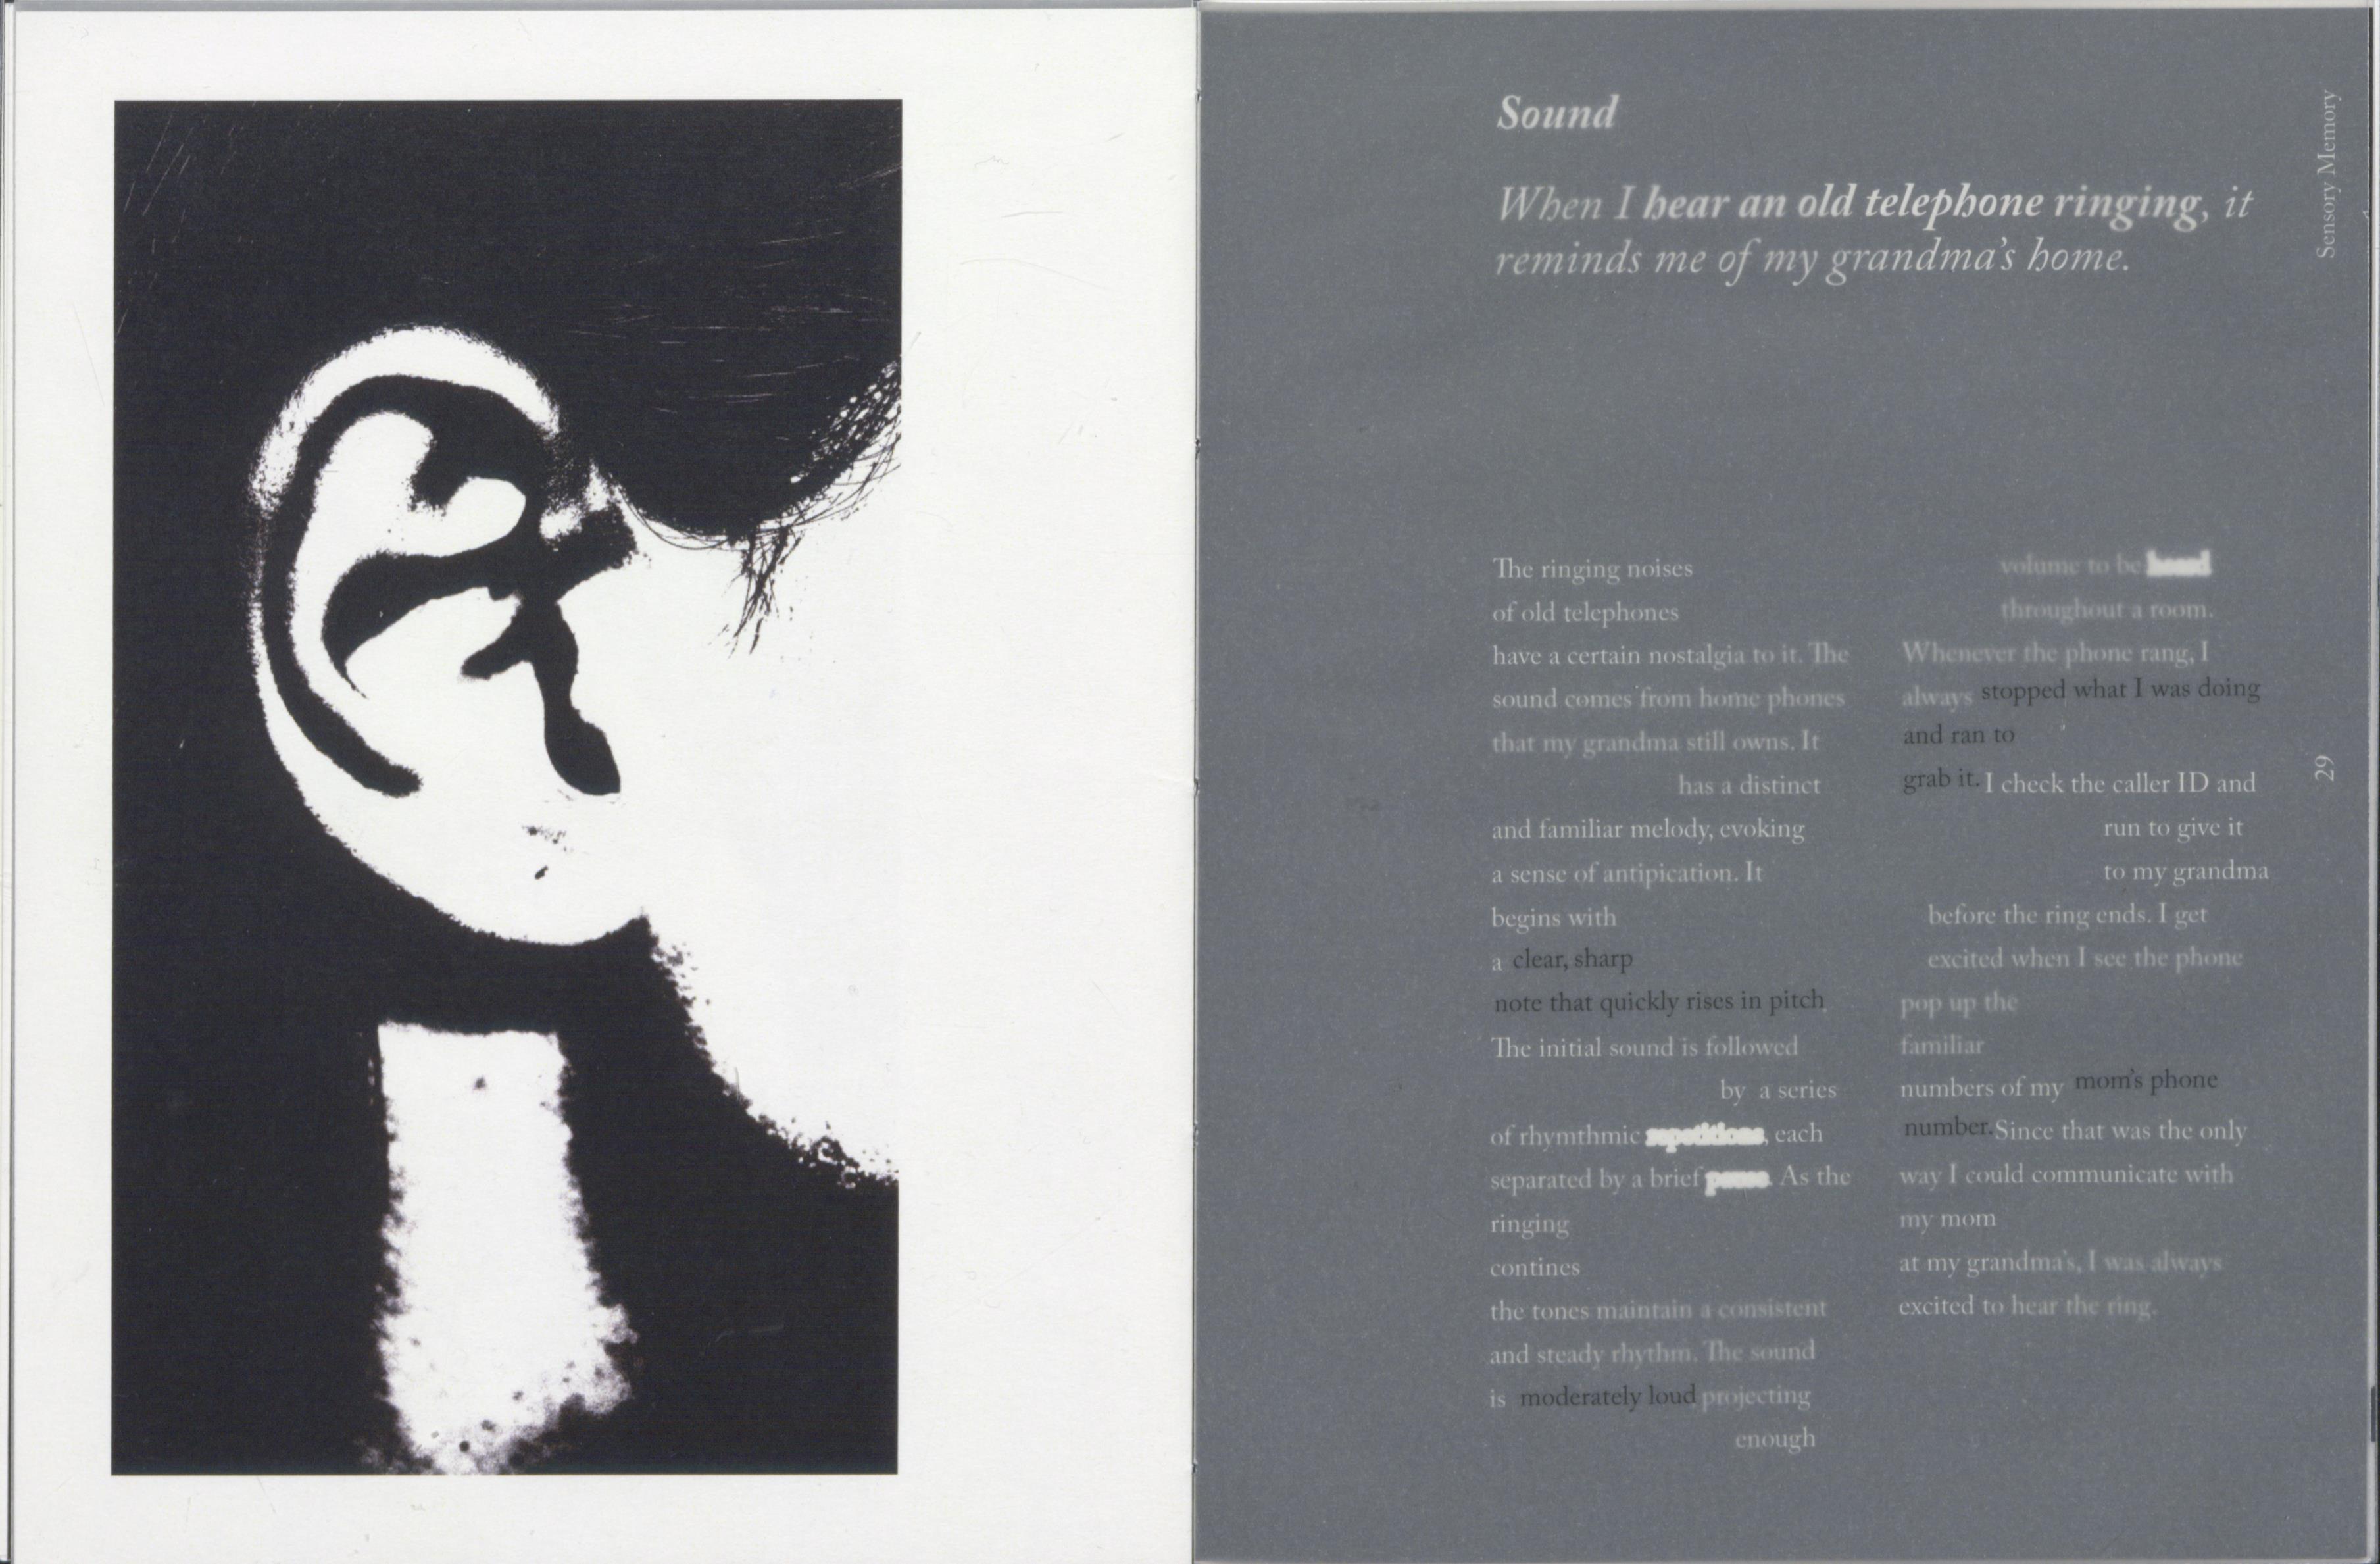 Sound
When I hear an old telephone ringing, it
reminds me of my grandma's home.
Sensory Memory
29
The ringing noises
of old telephones
have a certain nostalgia to it. The
sound comes from home phones
that my grandma still owns. It
has a distinct
and familiar melody, evoking
a sense of antipication. It
begins with
a clear, sharp
note that quickly rises in pitch
The initial sound is followed
by a series
of rhymthmic repetitions, each
separated by a brief pause. As the
ringing
contines
the tones maintain a consistent
and steady rhythm. The sound
is moderately loud projecting
enough
volume to be heard
throughout a room.
Whenever the phone rang, I
always stopped what I was doing
and ran to
grab it. I check the caller ID and
run to give it
to my grandma
before the ring ends. I get
excited when I see the phone
pop up the
familiar
numbers of my mom's phone
number. Since that was the only
way I could communicate with
my mom
at my grandma's, I was always
excited to hear the ring.